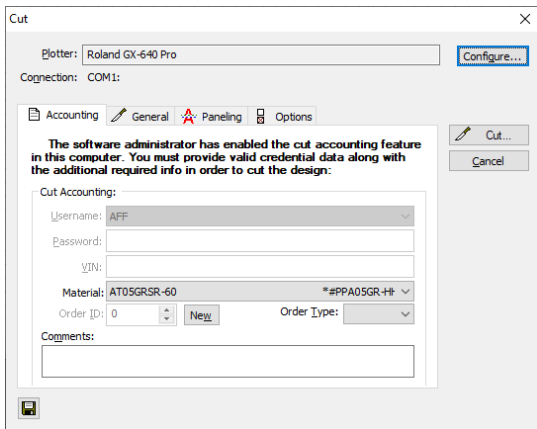 Cut
Plotter: Roland GX-640 Pro
Configure...
Connection: COM1:
Accounting General Paneling Options
Cut...
Cancel
The software administrator has enabled the cut accounting feature
in this computer. You must provide valid credential data along with
the additional required info in order to cut the design:
Cut Accounting:
Username: AFF
Password:
VIN:
Material: AT05GRSR-60 *#PPA05GR-HH
Order ID: 0 New Order Type:
Comments: